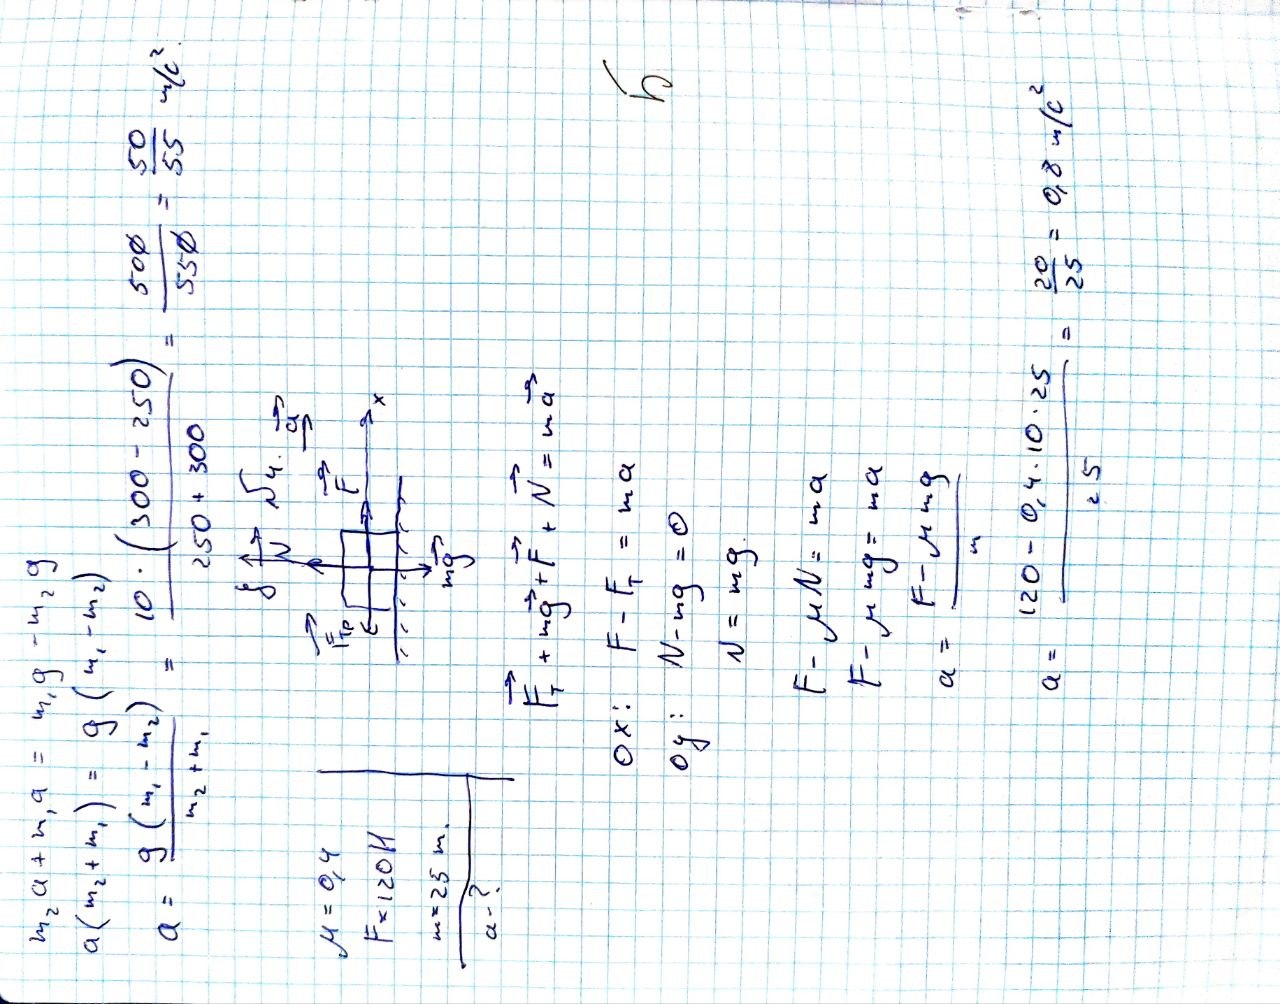 m₂a + m₁a = m₁g - m₂g
a(m₂ + m₁) = g (m₁ - m₂)
a = g (m₁ - m₂) / m₂ + m₁ = 10 · (300 - 250) / 250 + 300 = 500 / 550 = 50 / 55 м/с².
y N √4. a
Fтр F x
mg
μ = 0,4
F = 120 Н
m = 25 т.
a - ?
Fт + mg + F + N = ma
ox: F - Fт = ma
oy: N - mg = 0
N = mg.
5
F - μN = ma
F - μmg = ma
a = F - μmg / m
a = 120 - 0,4 · 10 · 25 / 25 = 20 / 25 = 0,8 м/с²